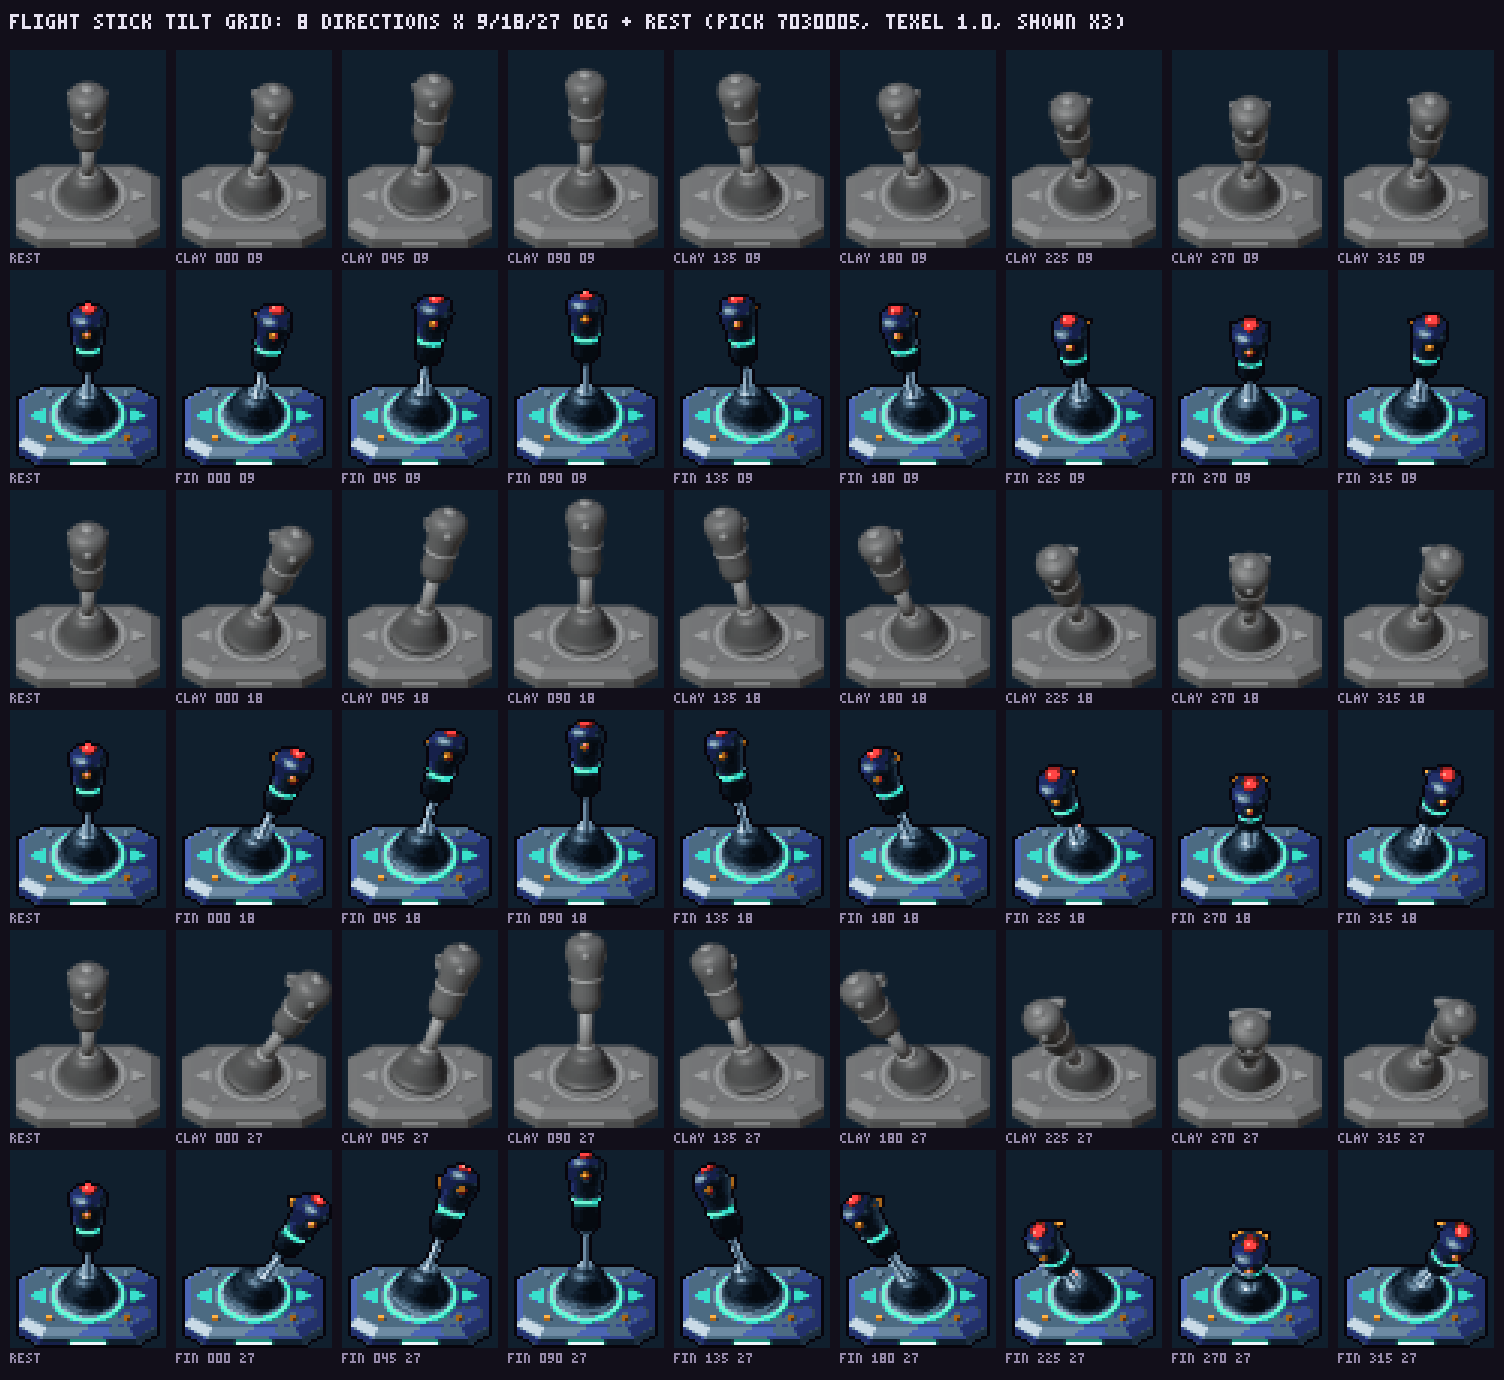 FLIGHT STICK TILT GRID: 8 DIRECTIONS X 9/18/27 DEG + REST (PICK 7030005, TEXEL 1.0, SHOWN X3)
REST CLAY 000 09 CLAY 045 09 CLAY 090 09 CLAY 135 09 CLAY 180 09 CLAY 225 09 CLAY 270 09 CLAY 315 09
REST FIN 000 09 FIN 045 09 FIN 090 09 FIN 135 09 FIN 180 09 FIN 225 09 FIN 270 09 FIN 315 09
REST CLAY 000 18 CLAY 045 18 CLAY 090 18 CLAY 135 18 CLAY 180 18 CLAY 225 18 CLAY 270 18 CLAY 315 18
REST FIN 000 18 FIN 045 18 FIN 090 18 FIN 135 18 FIN 180 18 FIN 225 18 FIN 270 18 FIN 315 18
REST CLAY 000 27 CLAY 045 27 CLAY 090 27 CLAY 135 27 CLAY 180 27 CLAY 225 27 CLAY 270 27 CLAY 315 27
REST FIN 000 27 FIN 045 27 FIN 090 27 FIN 135 27 FIN 180 27 FIN 225 27 FIN 270 27 FIN 315 27